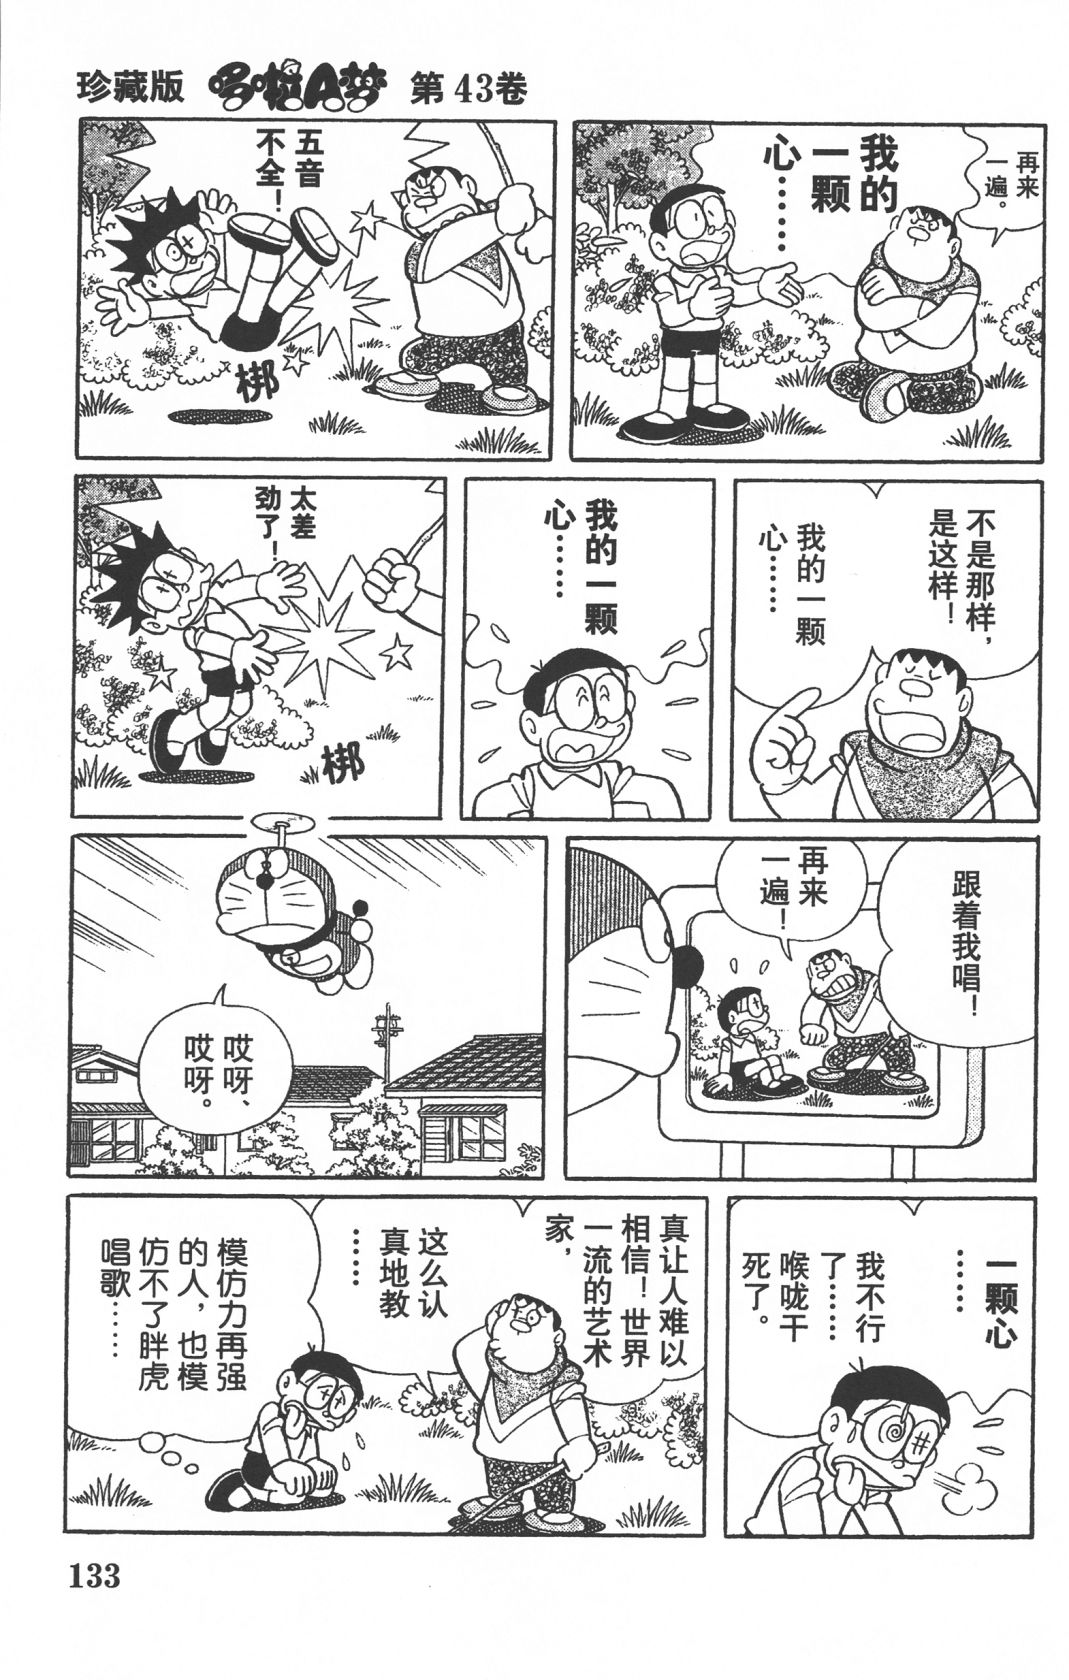 珍藏版 哆啦A梦 第43卷
再来
一遍。
我的
一颗
心……
五音
不全！
梆
不是那样，
是这样！
我的一颗
心……
我的一颗
心……
太差
劲了！
梆
跟着我唱！
再来
一遍！
哎呀、
哎呀。
一颗心
……
我不行
了……
喉咙干
死了。
真让人难以
相信！世界
一流的艺术
家，
这么认
真地教
……
模仿力再强
的人，也模
仿不了胖虎
唱歌……
133